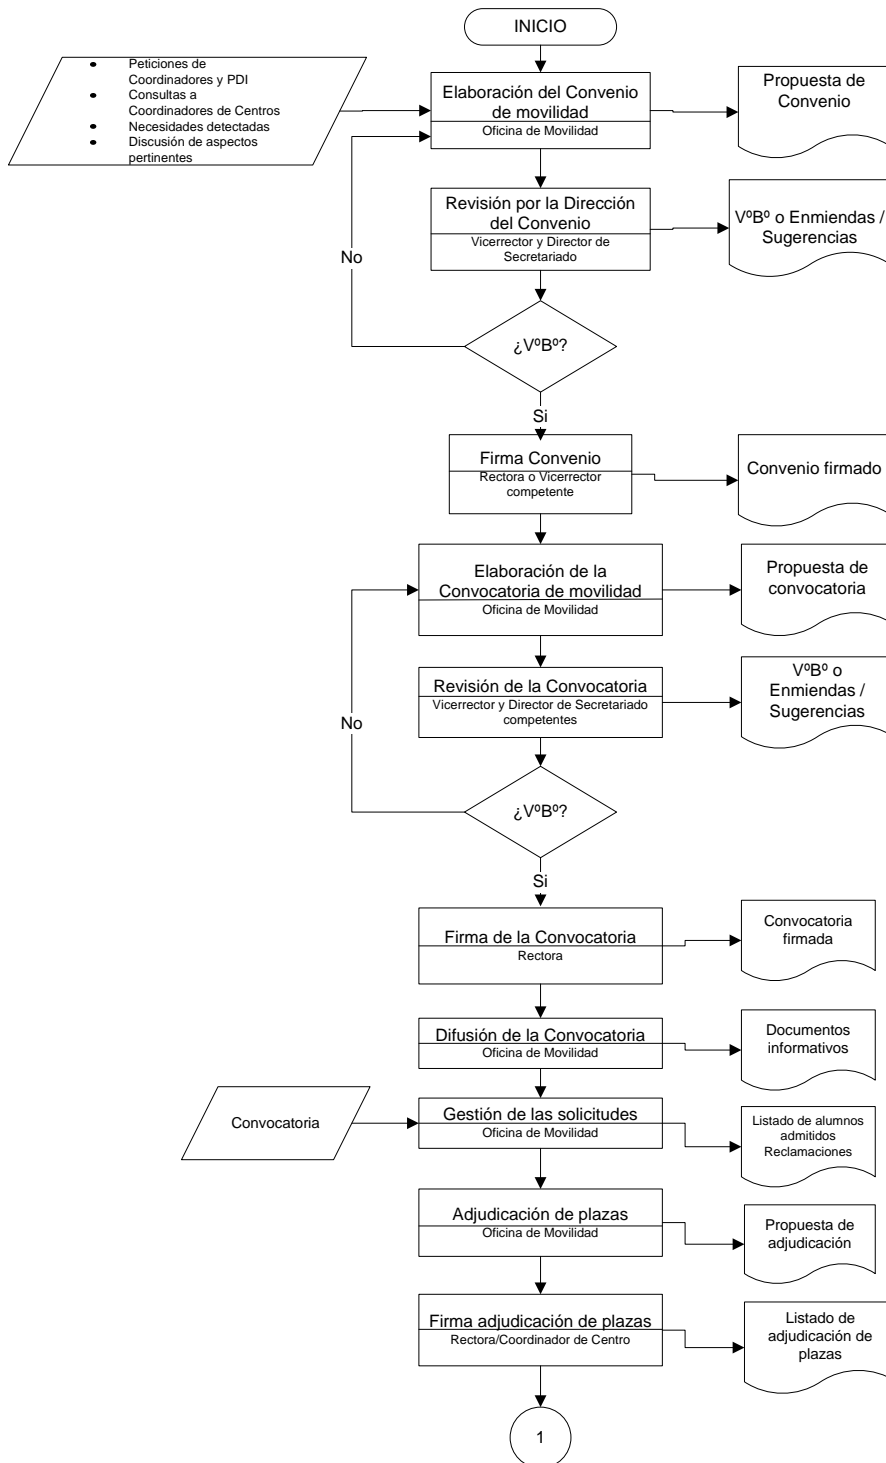 INICIO
• Peticiones de
Coordinadores y PDI
• Consultas a
Coordinadores de Centros
• Necesidades detectadas
• Discusión de aspectos
pertinentes
Elaboración del Convenio
de movilidad
Oficina de Movilidad
Propuesta de
Convenio
Revisión por la Dirección
del Convenio
Vicerrector y Director de
Secretariado
VºBº o Enmiendas /
Sugerencias
No
¿VºBº?
Si
Firma Convenio
Rectora o Vicerrector
competente
Convenio firmado
Elaboración de la
Convocatoria de movilidad
Oficina de Movilidad
Propuesta de
convocatoria
Revisión de la Convocatoria
Vicerrector y Director de Secretariado
competentes
VºBº o
Enmiendas /
Sugerencias
No
¿VºBº?
Si
Firma de la Convocatoria
Rectora
Convocatoria
firmada
Difusión de la Convocatoria
Oficina de Movilidad
Documentos
informativos
Convocatoria
Gestión de las solicitudes
Oficina de Movilidad
Listado de alumnos
admitidos
Reclamaciones
Adjudicación de plazas
Oficina de Movilidad
Propuesta de
adjudicación
Firma adjudicación de plazas
Rectora/Coordinador de Centro
Listado de
adjudicación de
plazas
1